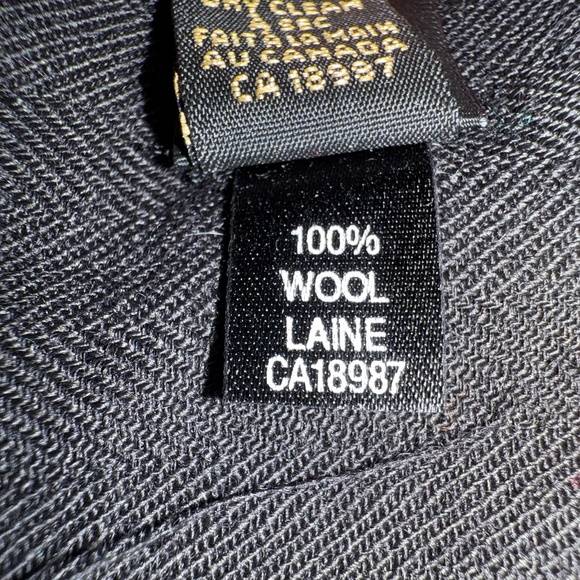 DRY CLEAN
À SEC
FAIT À LA MAIN
AU CANADA
CA 18987
100%
WOOL
LAINE
CA18987